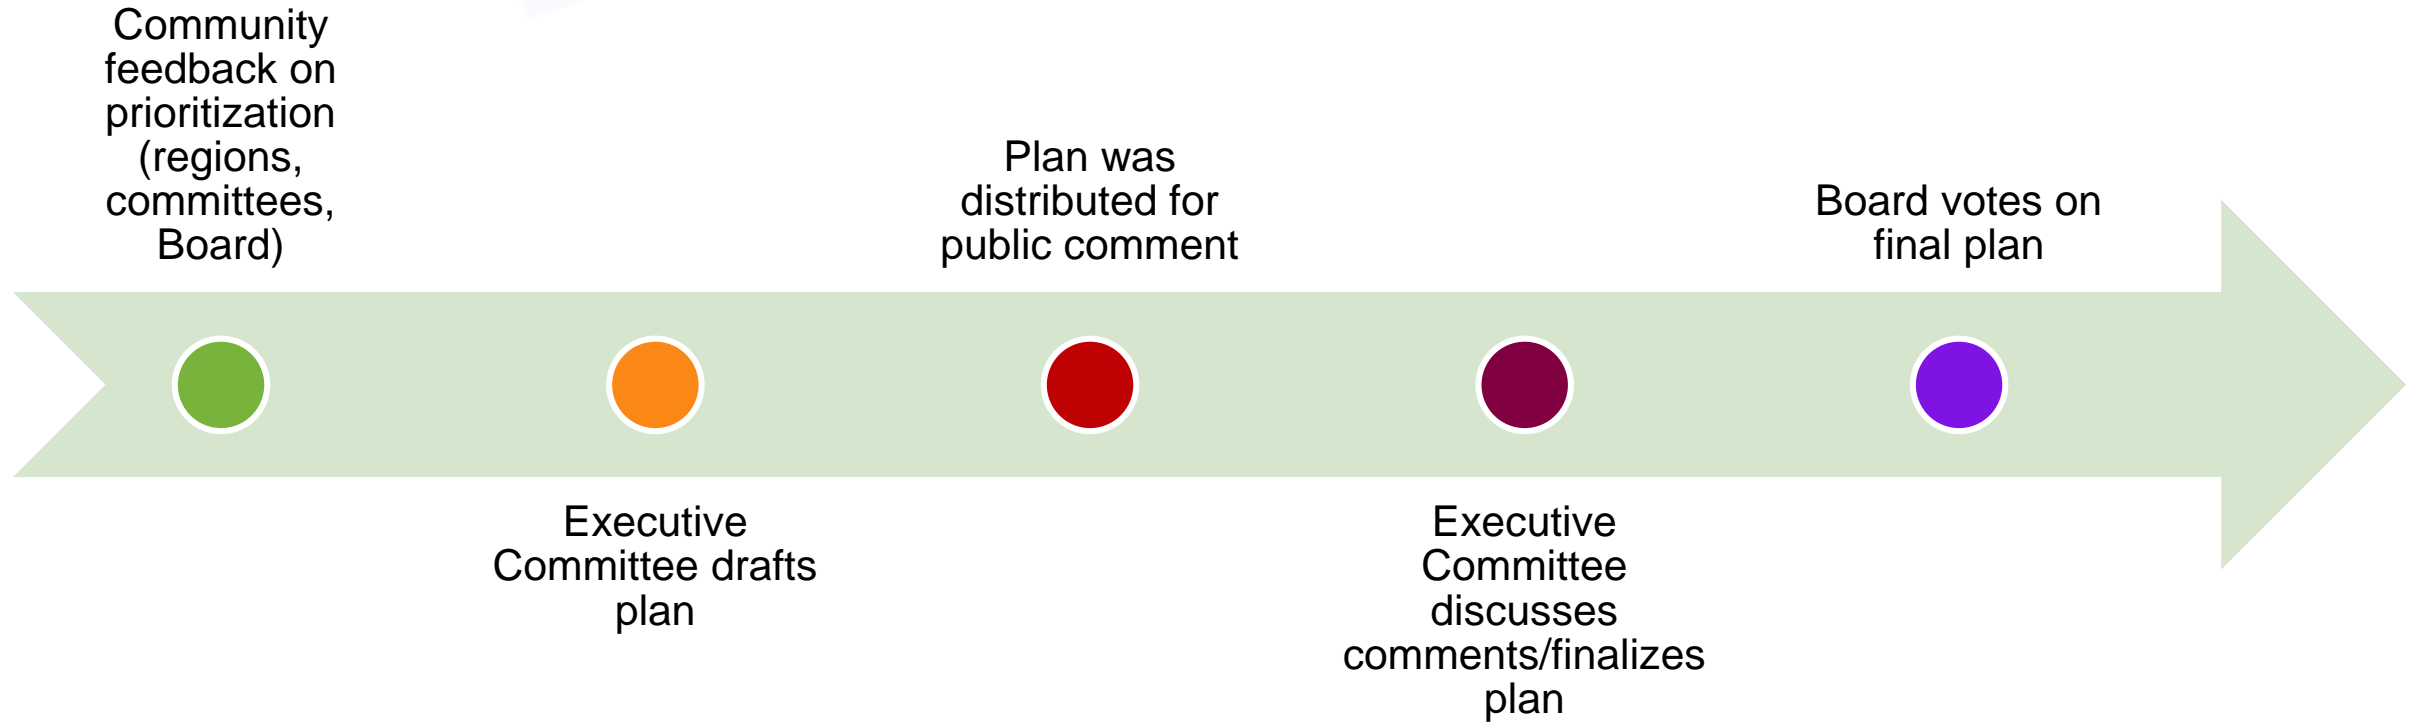 Community
feedback on
prioritization
(regions,
committees,
Board)
Executive
Committee drafts
plan
Plan was
distributed for
public comment
Executive
Committee
discusses
comments/finalizes
plan
Board votes on
final plan